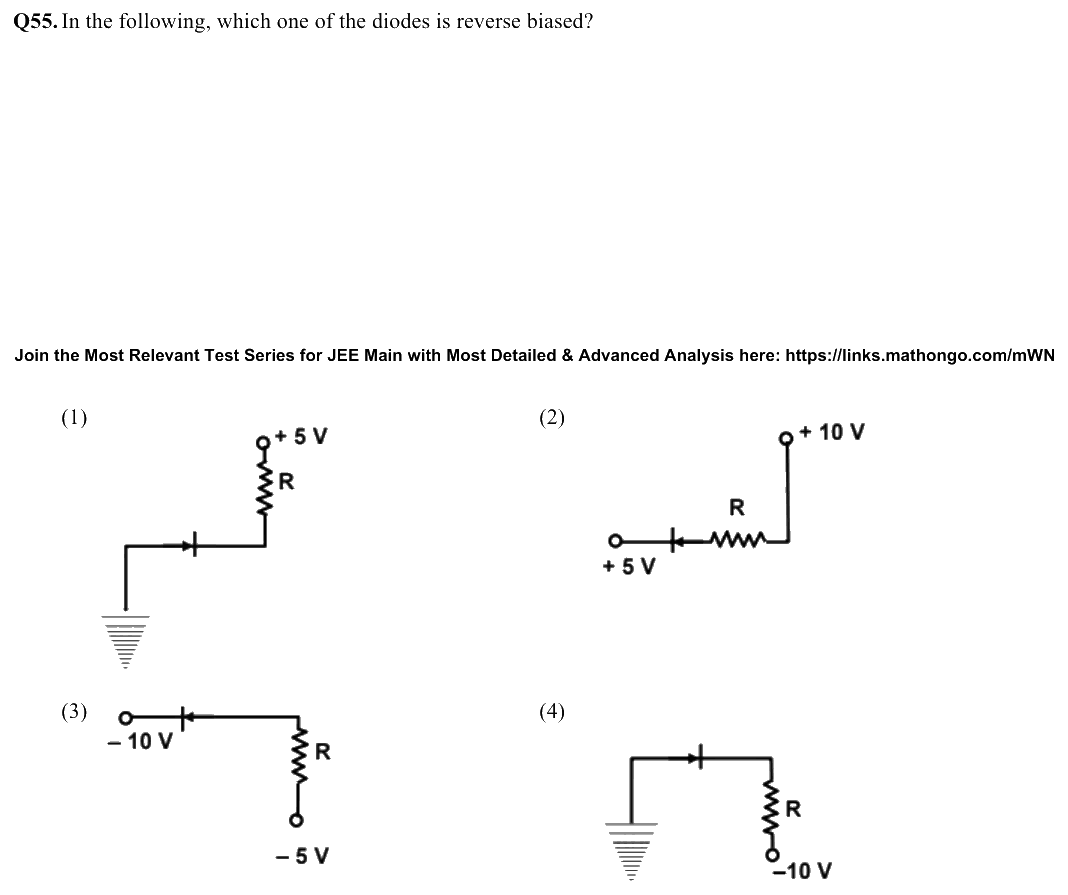 Q55. In the following, which one of the diodes is reverse biased?
Join the Most Relevant Test Series for JEE Main with Most Detailed & Advanced Analysis here: https://links.mathongo.com/mWN
(1)
+ 5 V
R
(2)
+ 10 V
R
+ 5 V
(3)
– 10 V
R
– 5 V
(4)
R
–10 V